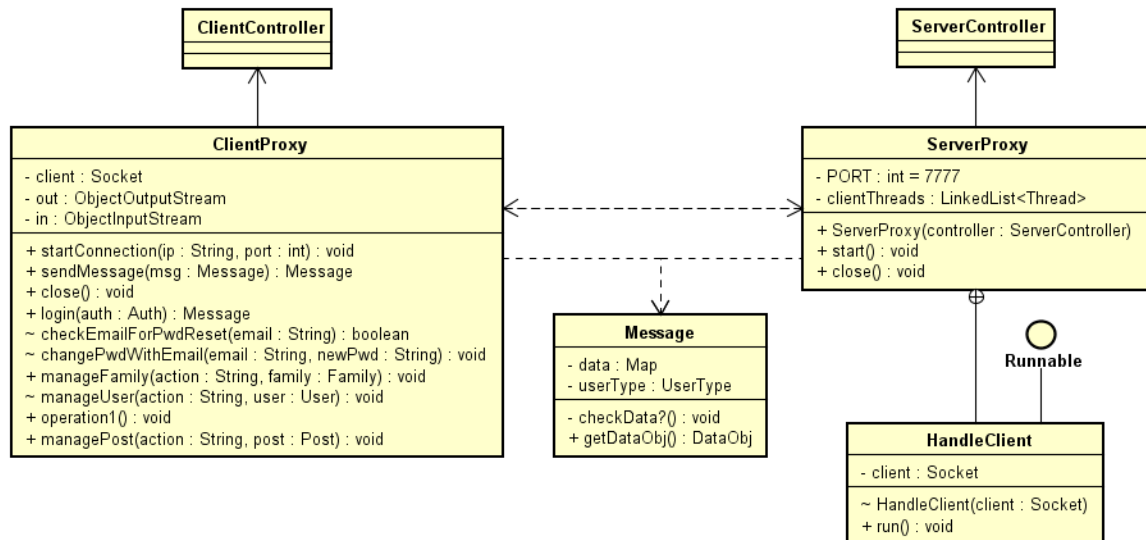 ClientController
ServerController
ClientProxy
- client : Socket
- out : ObjectOutputStream
- in : ObjectInputStream
+ startConnection(ip : String, port : int) : void
+ sendMessage(msg : Message) : Message
+ close() : void
+ login(auth : Auth) : Message
~ checkEmailForPwdReset(email : String) : boolean
~ changePwdWithEmail(email : String, newPwd : String) : void
+ manageFamily(action : String, family : Family) : void
~ manageUser(action : String, user : User) : void
+ operation1() : void
+ managePost(action : String, post : Post) : void
ServerProxy
- PORT : int = 7777
- clientThreads : LinkedList<Thread>
+ ServerProxy(controller : ServerController)
+ start() : void
+ close() : void
Message
- data : Map
- userType : UserType
- checkData?() : void
+ getDataObj() : DataObj
Runnable
HandleClient
- client : Socket
~ HandleClient(client : Socket)
+ run() : void